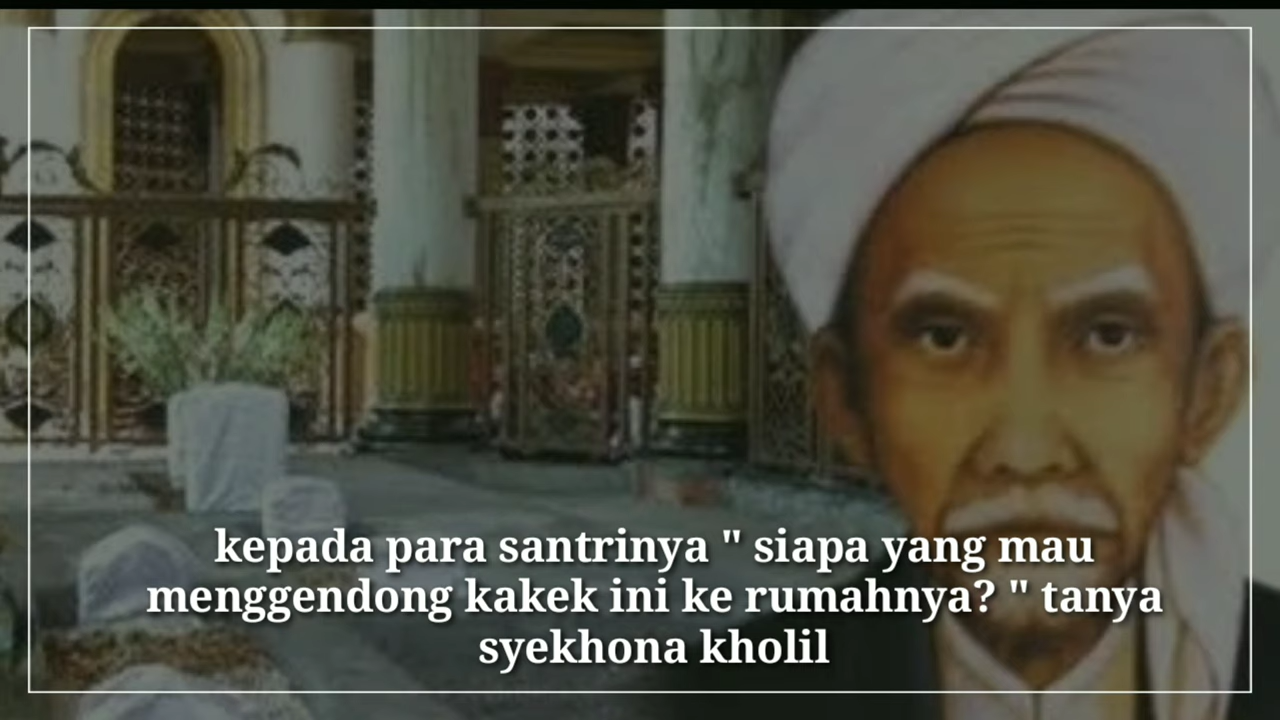 kepada para santrinya " siapa yang mau
menggendong kakek ini ke rumahnya? " tanya
syekhona kholil